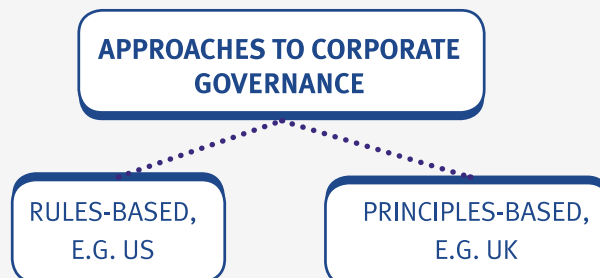 APPROACHES TO CORPORATE
GOVERNANCE
RULES-BASED,
E.G. US
PRINCIPLES-BASED,
E.G. UK